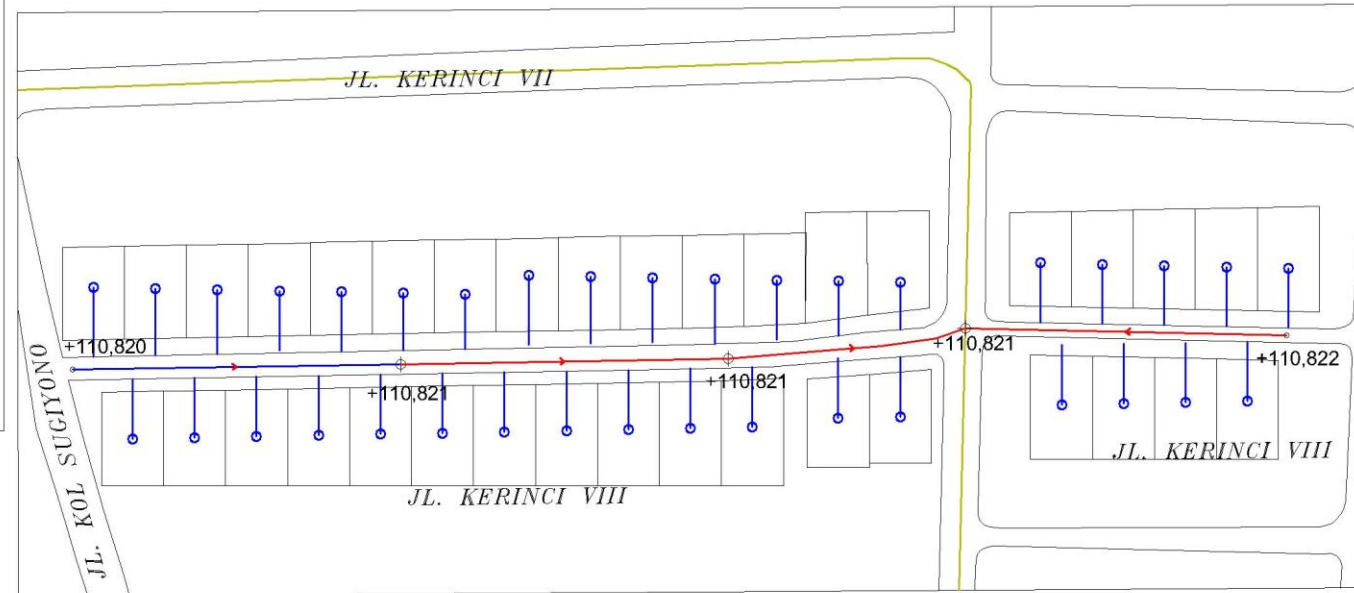 JL. KERINCI VII
+110,820
+110,821
+110,821
+110,821
+110,822
JL. KOL SUGIYONO
JL. KERINCI VIII
JL. KERINCI VIII